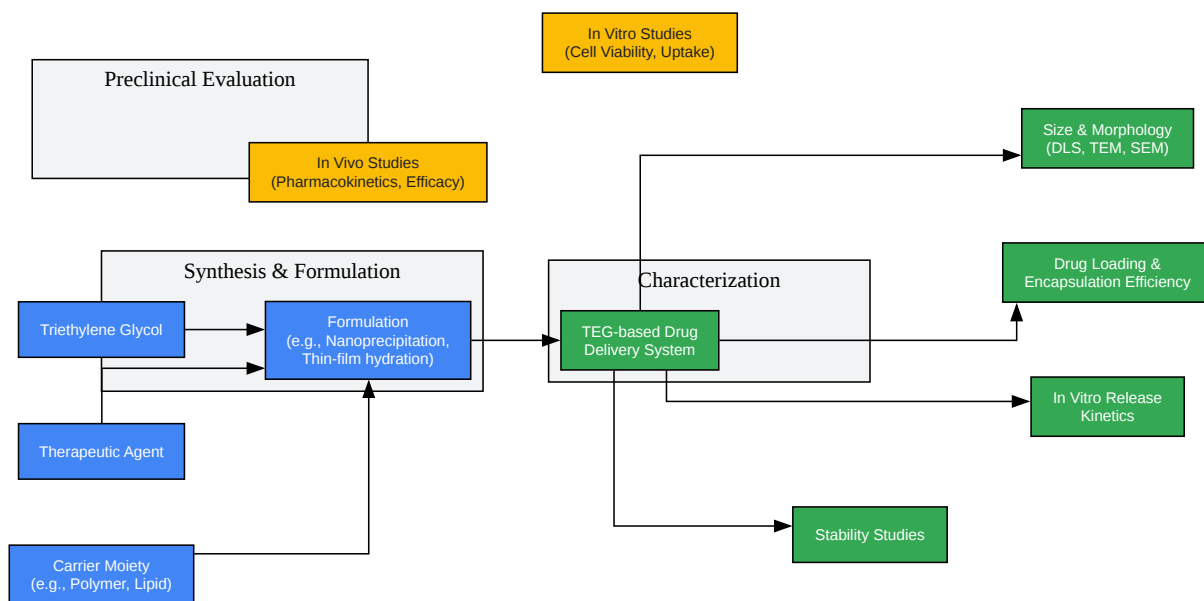 In Vitro Studies
(Cell Viability, Uptake)
Preclinical Evaluation
In Vivo Studies
(Pharmacokinetics, Efficacy)
Size & Morphology
(DLS, TEM, SEM)
Synthesis & Formulation
Characterization
Drug Loading &
Encapsulation Efficiency
Triethylene Glycol
Formulation
(e.g., Nanoprecipitation,
Thin-film hydration)
TEG-based Drug
Delivery System
In Vitro Release
Kinetics
Therapeutic Agent
Stability Studies
Carrier Moiety
(e.g., Polymer, Lipid)